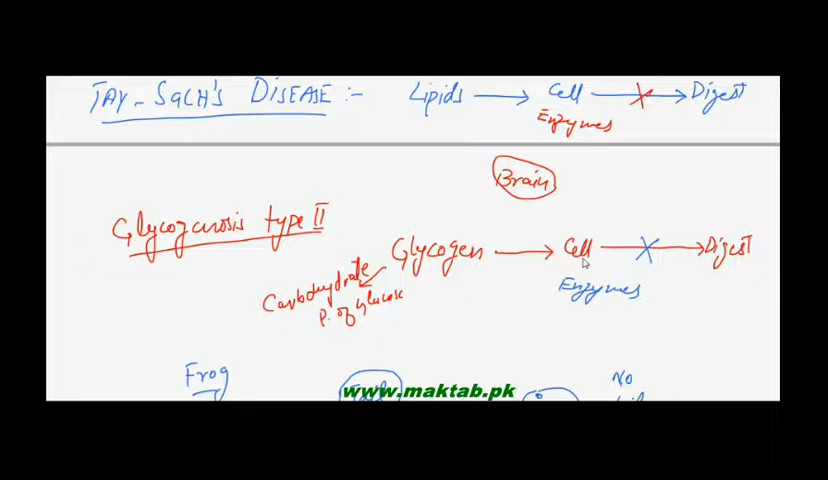 TAY-SACH'S DISEASE :- Lipids Cell Digest
Enzymes
Brain
Glycogenosis type II
Glycogen Cell Digest
Carbohydrate
P. of Glucose
Enzymes
Frog No
www.maktab.pk